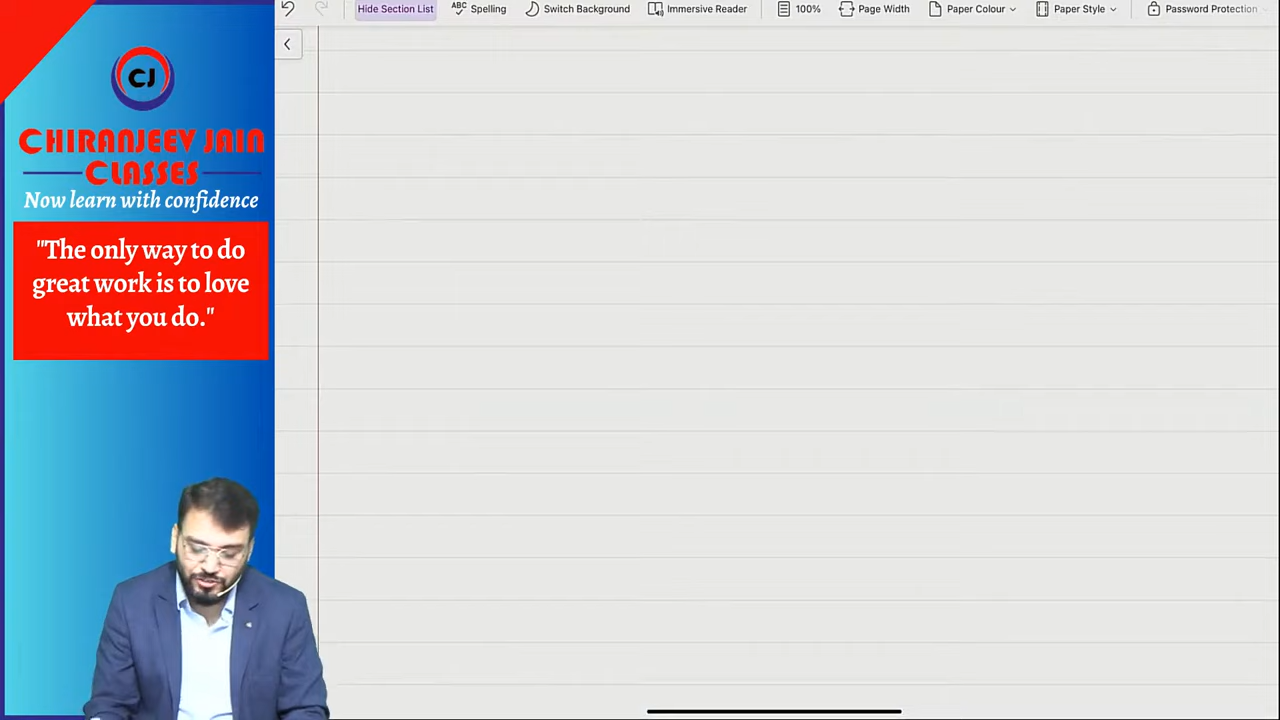 Hide Section List
Spelling
Switch Background
Immersive Reader
100%
Page Width
Paper Colour
Paper Style
Password Protection
CJ
CHIRANJEEV JAIN
CLASSES
Now learn with confidence
"The only way to do
great work is to love
what you do."